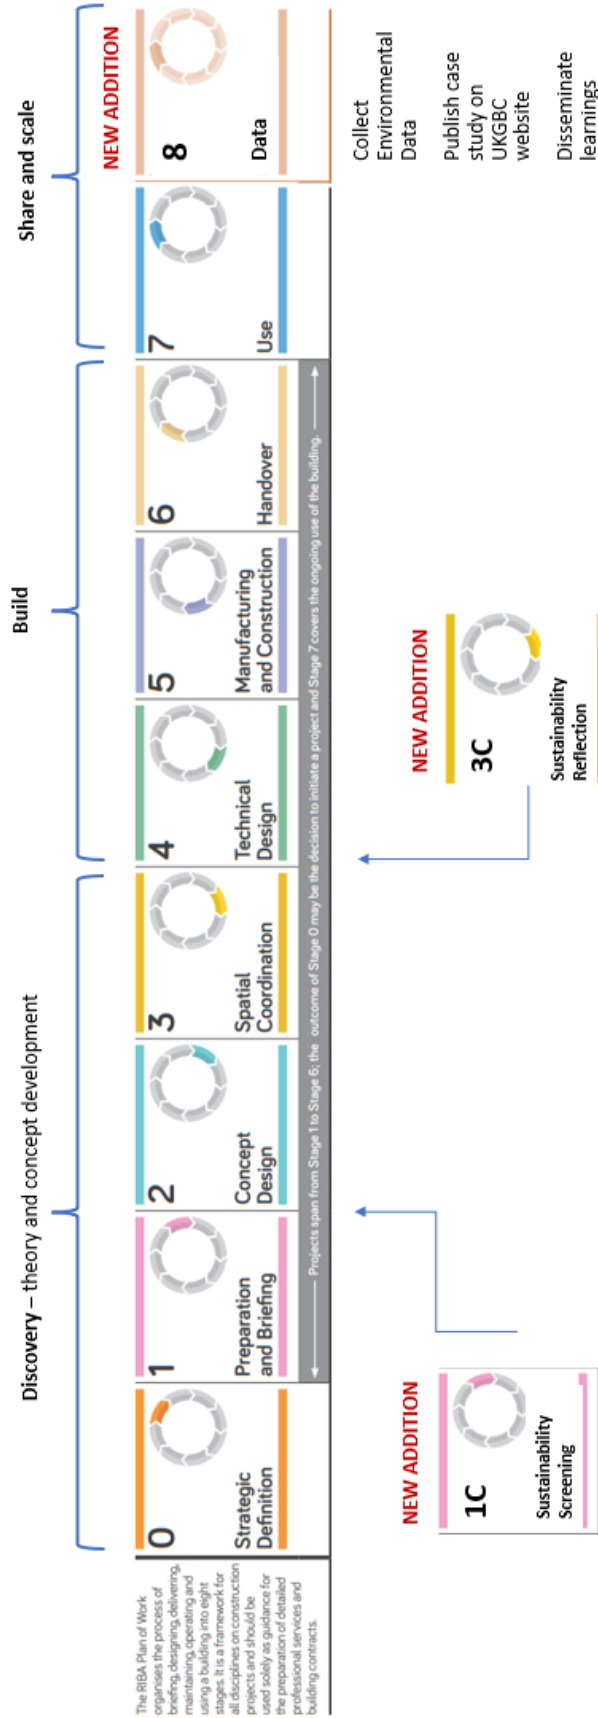 Discovery – theory and concept development
Build
Share and scale
NEW ADDITION
The RIBA Plan of Work
organises the process of
briefing, designing, delivering,
maintaining, operating and
using a building into eight
stages. It is a framework for
all disciplines on construction
projects and should be
used solely as guidance for
the preparation of detailed
professional services and
building contracts.
0
Strategic
Definition
1
Preparation
and Briefing
2
Concept
Design
3
Spatial
Coordination
4
Technical
Design
5
Manufacturing
and Construction
6
Handover
7
Use
8
Data
Projects span from Stage 1 to Stage 6; the outcome of Stage 0 may be the decision to initiate a project and Stage 7 covers the ongoing use of the building.
NEW ADDITION
1C
Sustainability
Screening
NEW ADDITION
3C
Sustainability
Reflection
Collect
Environmental
Data
Publish case
study on
UKGBC
website
Disseminate
learnings